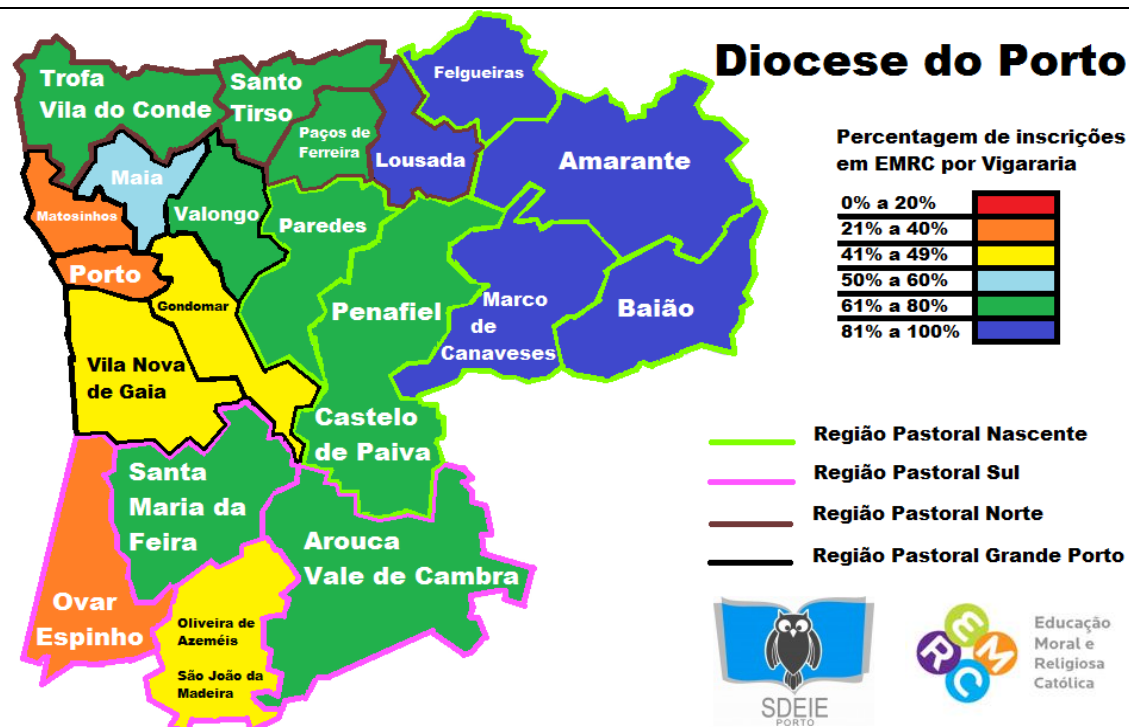 Diocese do Porto
Percentagem de inscrições
em EMRC por Vigararia
0% a 20%
21% a 40%
41% a 49%
50% a 60%
61% a 80%
81% a 100%
Trofa
Vila do Conde
Santo
Tirso
Paços de
Ferreira
Felgueiras
Lousada
Amarante
Maia
Matosinhos
Valongo
Paredes
Porto
Gondomar
Penafiel
Marco
de
Canaveses
Baião
Vila Nova
de Gaia
Castelo
de Paiva
Santa
Maria da
Feira
Arouca
Vale de Cambra
Ovar
Espinho
Oliveira de
Azeméis
São João da
Madeira
Região Pastoral Nascente
Região Pastoral Sul
Região Pastoral Norte
Região Pastoral Grande Porto
SDEIE
PORTO
EMRC
Educação
Moral e
Religiosa
Católica